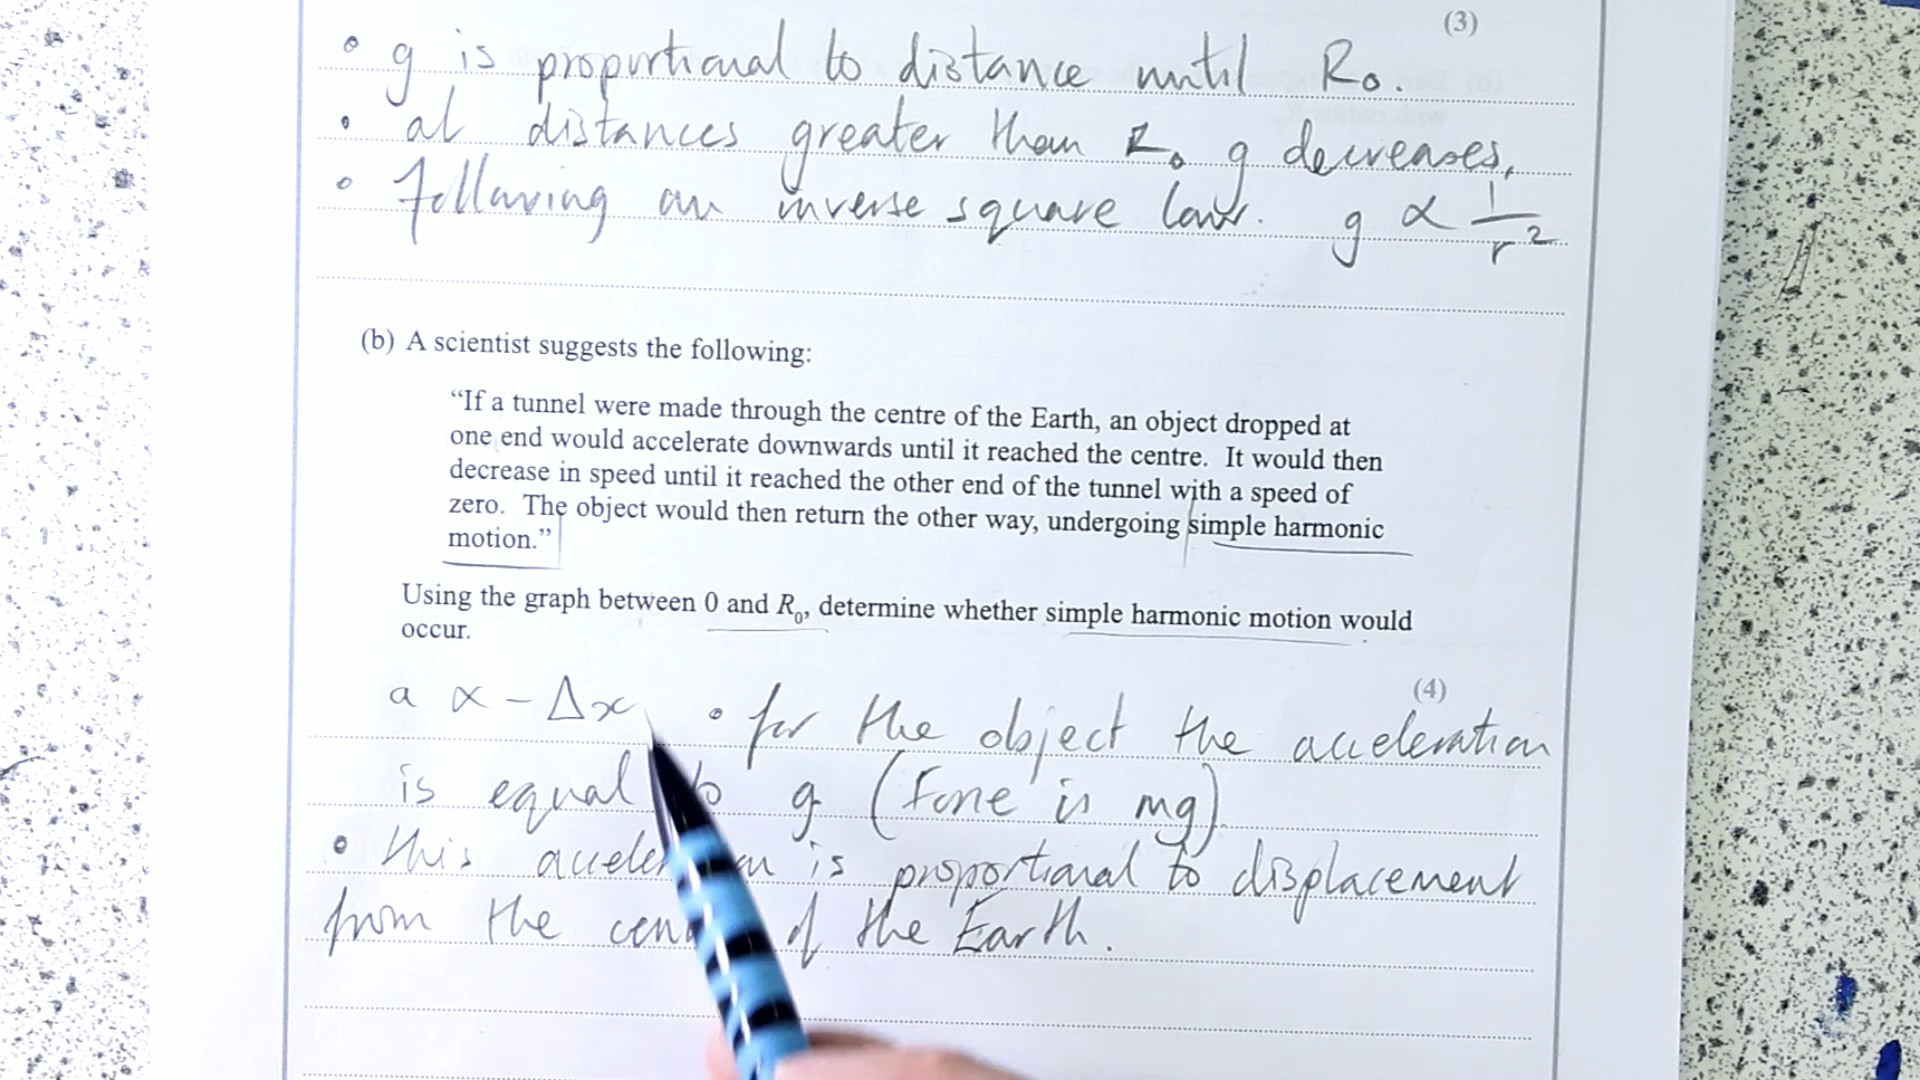 (3)
• g is proportional to distance until R₀.
• at distances greater than R₀ g decreases,
• following an inverse square law. g ∝ 1/r²
(b) A scientist suggests the following:
“If a tunnel were made through the centre of the Earth, an object dropped at
one end would accelerate downwards until it reached the centre. It would then
decrease in speed until it reached the other end of the tunnel with a speed of
zero. The object would then return the other way, undergoing simple harmonic
motion.”
Using the graph between 0 and R₀, determine whether simple harmonic motion would
occur.
(4)
a ∝ - Δx • for the object the acceleration
is equal to g (Force is mg)
• this is proportional to displacement
from the of the Earth.